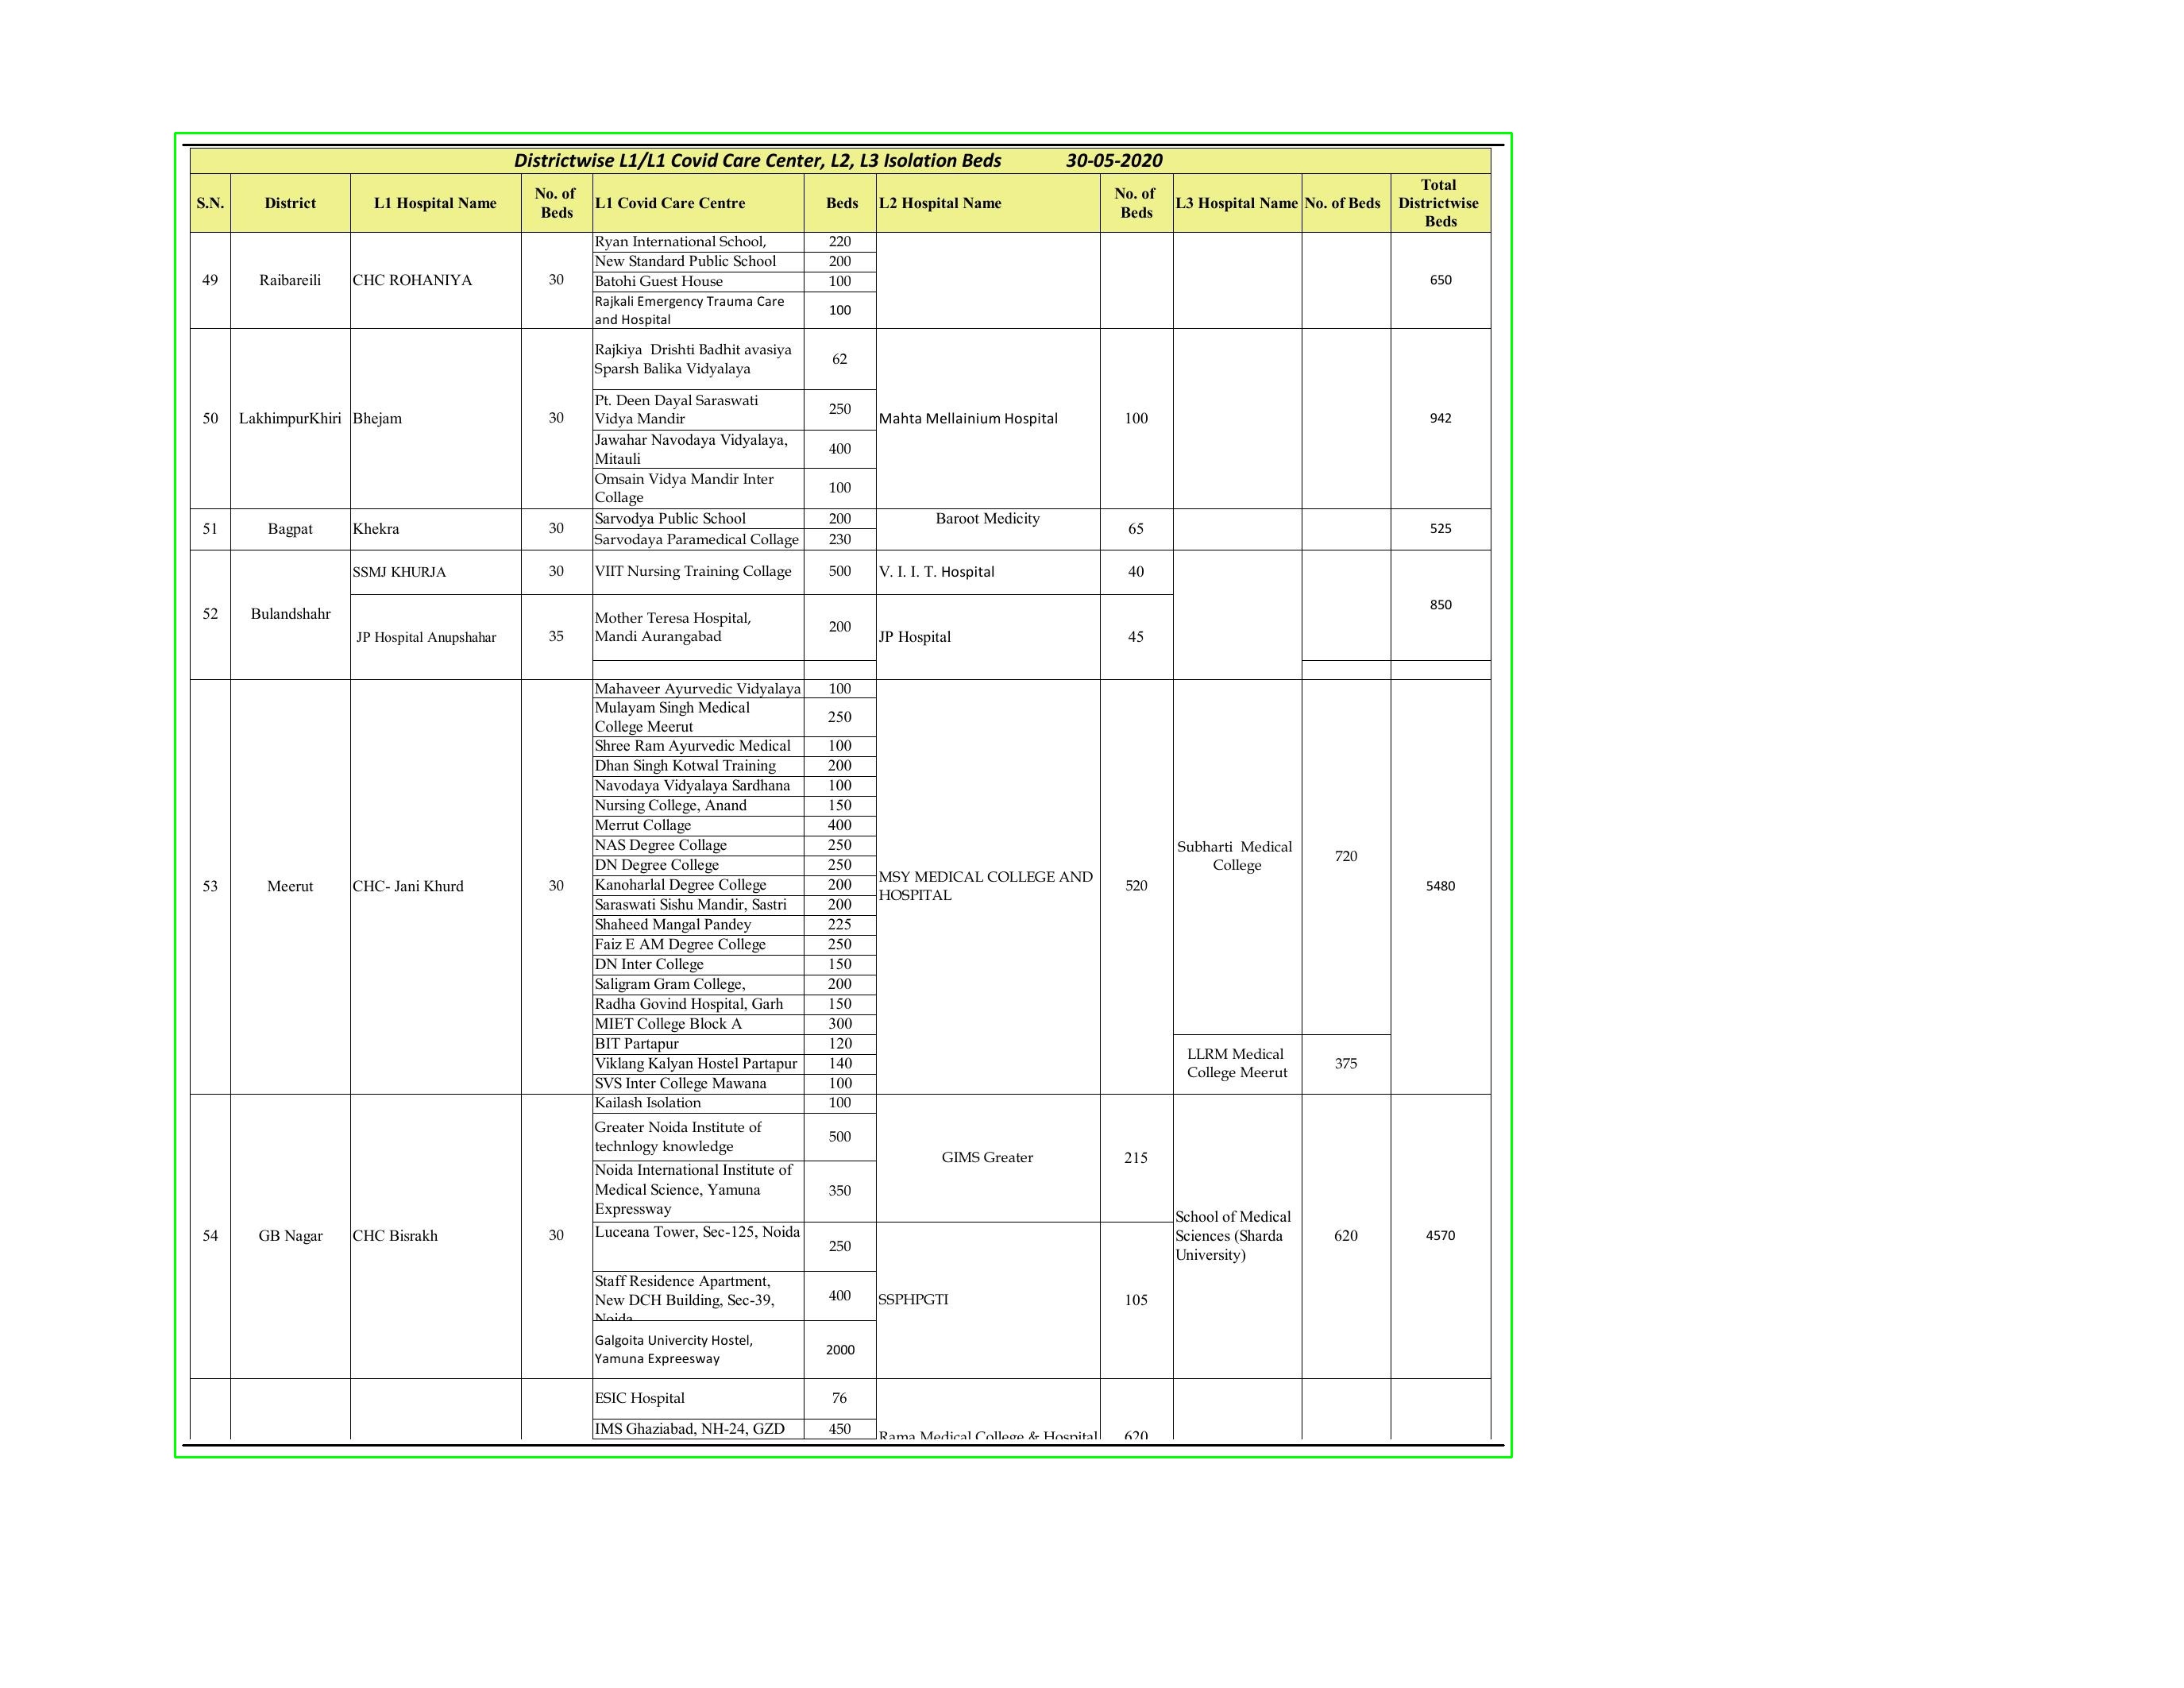 Districtwise L1/L1 Covid Care Center, L2, L3 Isolation Beds 30-05-2020
S.N. District L1 Hospital Name No. of Beds L1 Covid Care Centre Beds L2 Hospital Name No. of Beds L3 Hospital Name No. of Beds Total Districtwise Beds
49 Raibareili CHC ROHANIYA 30 Ryan International School, 220 650
New Standard Public School 200
Batohi Guest House 100
Rajkali Emergency Trauma Care
and Hospital 100
50 LakhimpurKhiri Bhejam 30 Rajkiya Drishti Badhit avasiya
Sparsh Balika Vidyalaya 62 Mahta Mellainium Hospital 100 942
Pt. Deen Dayal Saraswati
Vidya Mandir 250
Jawahar Navodaya Vidyalaya,
Mitauli 400
Omsain Vidya Mandir Inter
Collage 100
51 Bagpat Khekra 30 Sarvodya Public School 200 Baroot Medicity 65 525
Sarvodaya Paramedical Collage 230
52 Bulandshahr SSMJ KHURJA 30 VIIT Nursing Training Collage 500 V. I. I. T. Hospital 40 850
JP Hospital Anupshahar 35 Mother Teresa Hospital,
Mandi Aurangabad 200 JP Hospital 45
53 Meerut CHC- Jani Khurd 30 Mahaveer Ayurvedic Vidyalaya 100 MSY MEDICAL COLLEGE AND
HOSPITAL 520 Subharti Medical
College 720 5480
Mulayam Singh Medical
College Meerut 250
Shree Ram Ayurvedic Medical 100
Dhan Singh Kotwal Training 200
Navodaya Vidyalaya Sardhana 100
Nursing College, Anand 150
Merrut Collage 400
NAS Degree Collage 250
DN Degree College 250
Kanoharlal Degree College 200
Saraswati Sishu Mandir, Sastri 200
Shaheed Mangal Pandey 225
Faiz E AM Degree College 250
DN Inter College 150
Saligram Gram College, 200
Radha Govind Hospital, Garh 150
MIET College Block A 300
BIT Partapur 120 LLRM Medical
College Meerut 375
Viklang Kalyan Hostel Partapur 140
SVS Inter College Mawana 100
54 GB Nagar CHC Bisrakh 30 Kailash Isolation 100 GIMS Greater 215 School of Medical
Sciences (Sharda
University) 620 4570
Greater Noida Institute of
technlogy knowledge 500
Noida International Institute of
Medical Science, Yamuna
Expressway 350
Luceana Tower, Sec-125, Noida 250 SSPHPGTI 105
Staff Residence Apartment,
New DCH Building, Sec-39,
Noida 400
Galgoita Univercity Hostel,
Yamuna Expreesway 2000
ESIC Hospital 76
IMS Ghaziabad, NH-24, GZD 450 Rama Medical College & Hospital 620